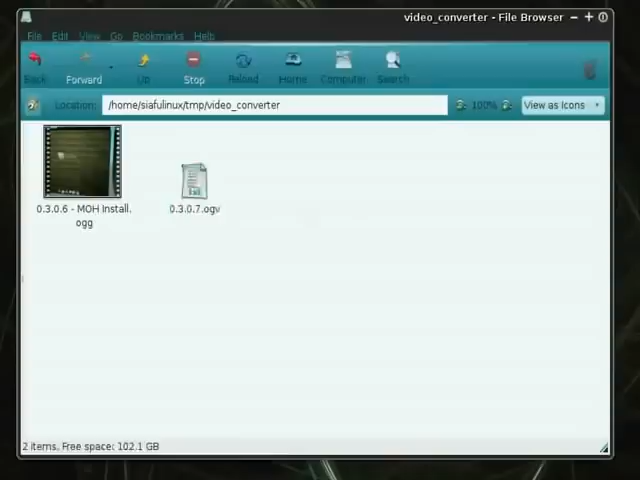 video_converter - File Browser
File Edit View Go Bookmarks Help
Back Forward Up Stop Reload Home Computer Search
Location: /home/siafulinux/tmp/video_converter 100% View as Icons
0.3.0.6 - MOH Install.
ogg
0.3.0.7.ogv
2 items, Free space: 102.1 GB